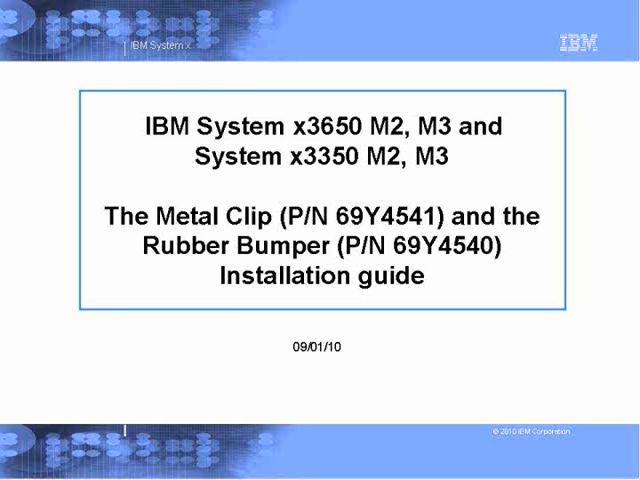 IBM System x
IBM
IBM System x3650 M2, M3 and
System x3350 M2, M3
The Metal Clip (P/N 69Y4541) and the
Rubber Bumper (P/N 69Y4540)
Installation guide
09/01/10
© 2010 IBM Corporation